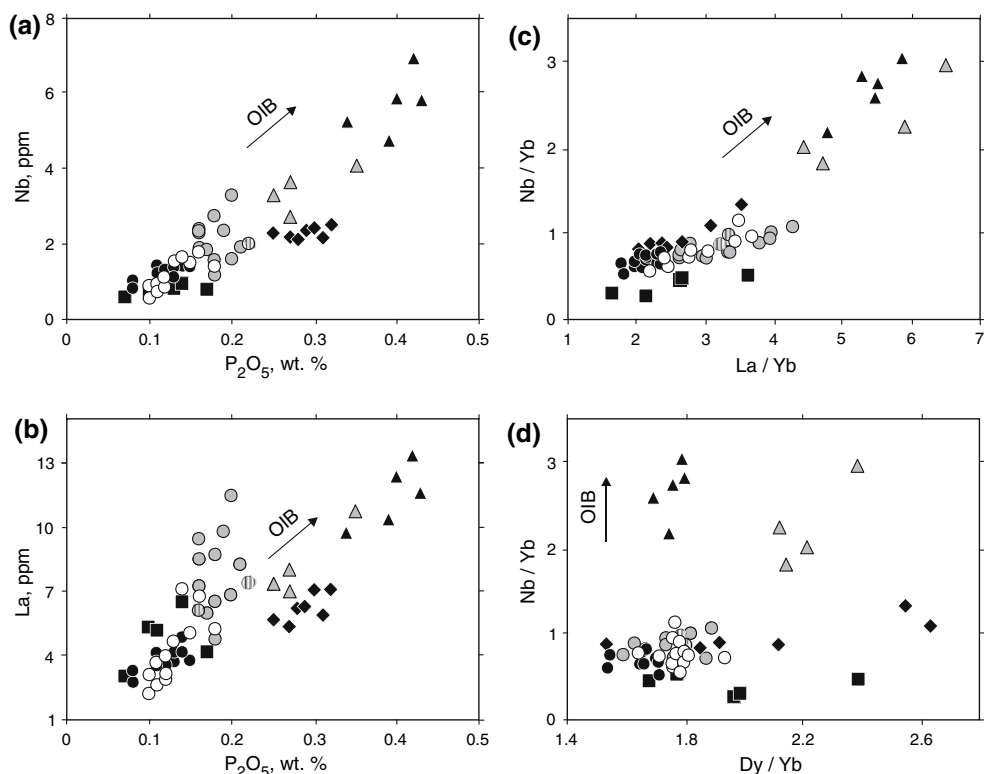 (a)
8
6
4
2
0
Nb, ppm
OIB
0
0.1
0.2
0.3
0.4
0.5
P2O5, wt. %
(c)
3
2
1
0
Nb / Yb
OIB
1
2
3
4
5
6
7
La / Yb
(b)
13
10
7
4
1
La, ppm
OIB
0
0.1
0.2
0.3
0.4
0.5
P2O5, wt. %
(d)
3
2
1
0
Nb / Yb
OIB
1.4
1.8
2.2
2.6
Dy / Yb